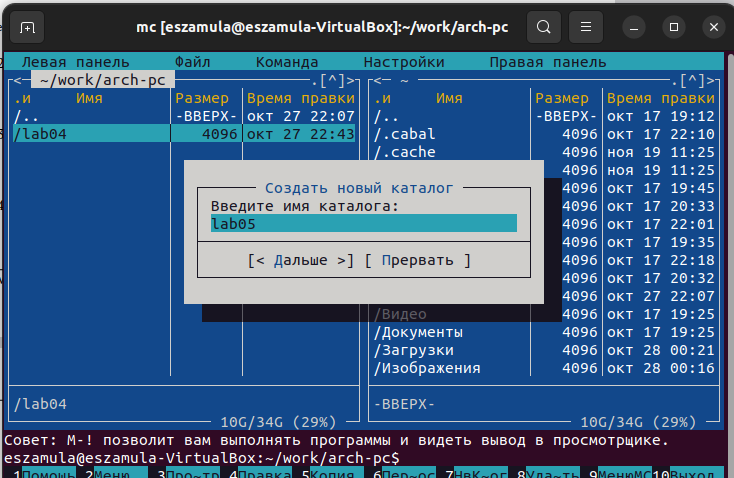 mc [eszamula@eszamula-VirtualBox]:~/work/arch-pc
Левая панель Файл Команда Настройки Правая панель
<— ~/work/arch-pc .[^]> <— ~ .[^]>
.и Имя Размер Время правки .и Имя Размер Время правки
/.. -ВВЕРХ- окт 27 22:07 /.. -ВВЕРХ- окт 17 19:12
/lab04 4096 окт 27 22:43 /.cabal 4096 окт 17 22:10
/.cache 4096 ноя 19 11:25
4096 ноя 19 11:25
Создать новый каталог 4096 окт 17 19:45
Введите имя каталога: 4096 окт 17 20:33
lab05 4096 окт 17 22:01
4096 окт 17 19:35
[< Дальше >] [ Прервать ] 4096 окт 17 22:18
4096 окт 17 20:32
4096 окт 27 22:07
/Видео 4096 окт 17 19:25
/Документы 4096 окт 17 19:25
/Загрузки 4096 окт 28 00:21
/Изображения 4096 окт 28 00:16
/lab04 -ВВЕРХ-
10G/34G (29%) 10G/34G (29%)
Совет: M-! позволит вам выполнять программы и видеть вывод в просмотрщике.
eszamula@eszamula-VirtualBox:~/work/arch-pc$
1Помощь 2Меню 3Про~тр 4Правка 5Копия 6Пер~ос 7НвК~ог 8Уда~ть 9МенюМС 10Выход